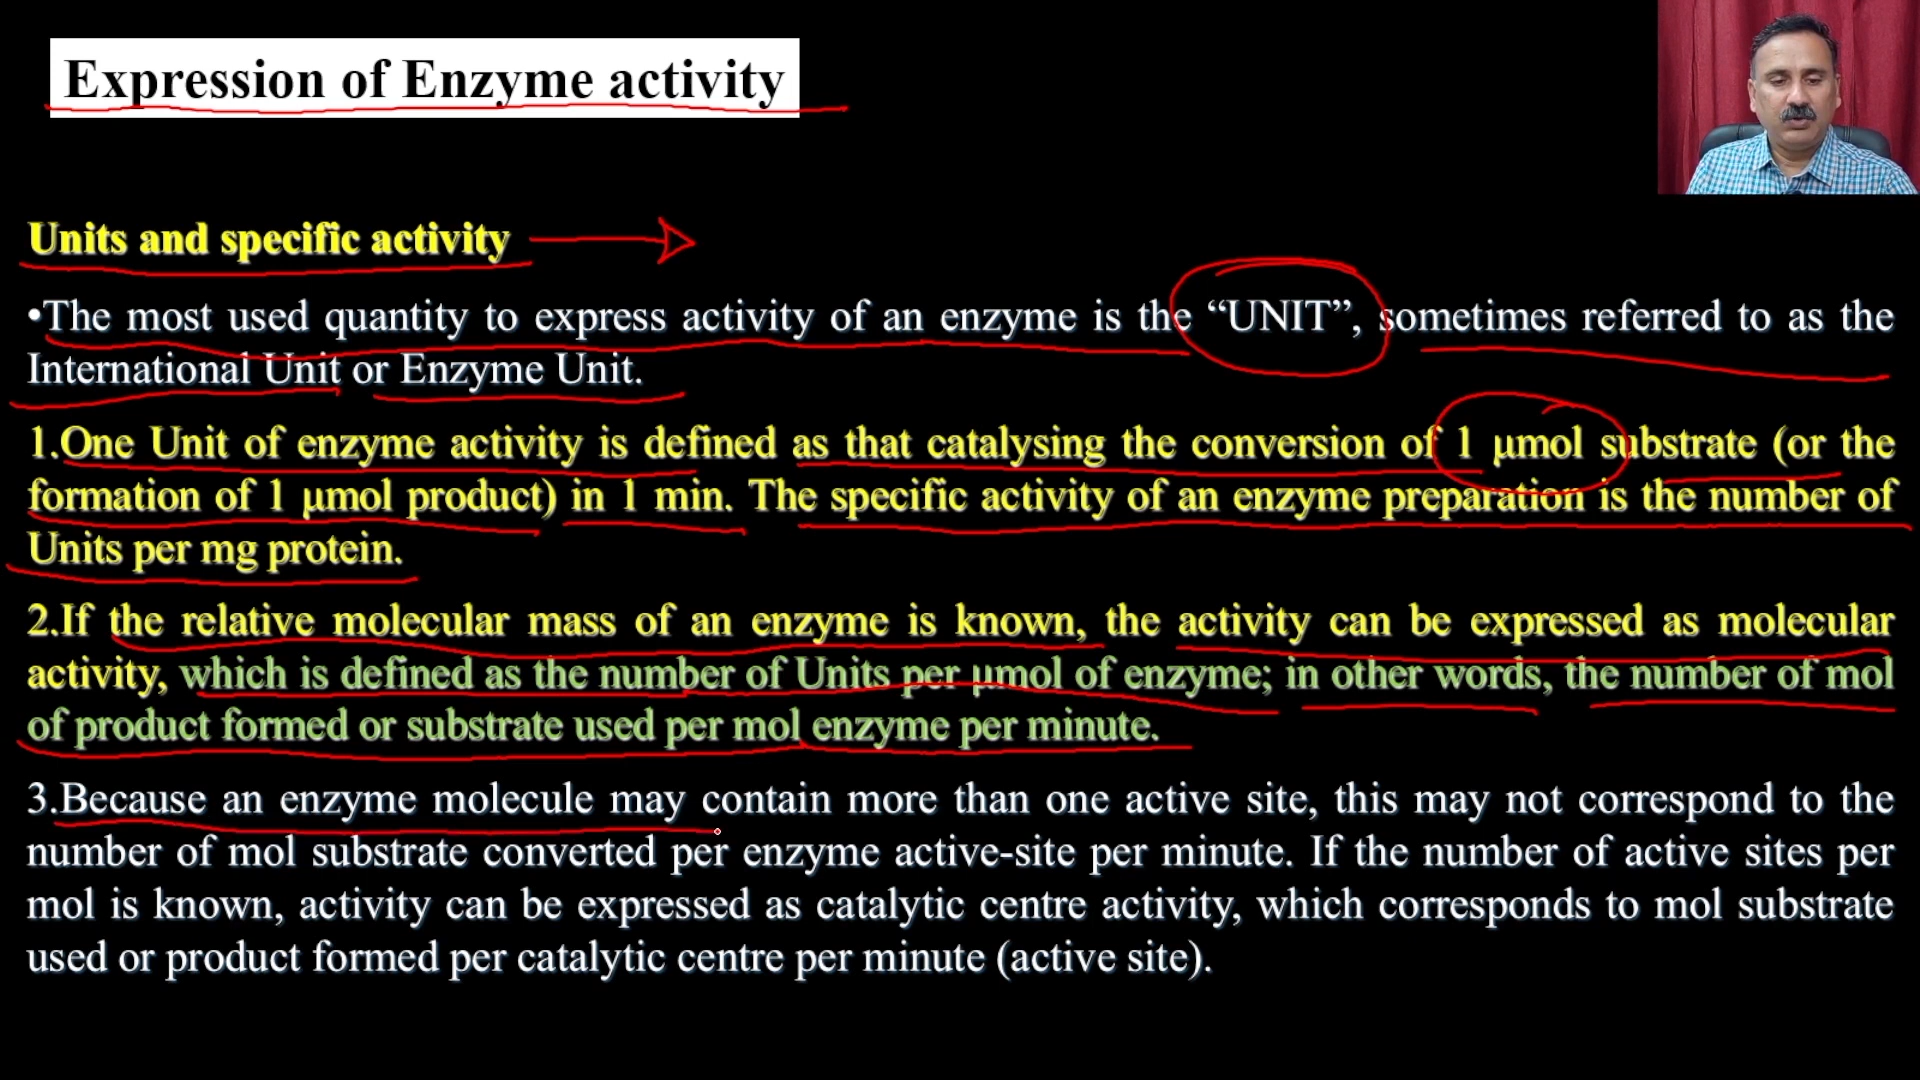 Expression of Enzyme activity
Units and specific activity
•The most used quantity to express activity of an enzyme is the “UNIT”, sometimes referred to as the
International Unit or Enzyme Unit.
1.One Unit of enzyme activity is defined as that catalysing the conversion of 1 μmol substrate (or the
formation of 1 μmol product) in 1 min. The specific activity of an enzyme preparation is the number of
Units per mg protein.
2.If the relative molecular mass of an enzyme is known, the activity can be expressed as molecular
activity, which is defined as the number of Units per μmol of enzyme; in other words, the number of mol
of product formed or substrate used per mol enzyme per minute.
3.Because an enzyme molecule may contain more than one active site, this may not correspond to the
number of mol substrate converted per enzyme active-site per minute. If the number of active sites per
mol is known, activity can be expressed as catalytic centre activity, which corresponds to mol substrate
used or product formed per catalytic centre per minute (active site).